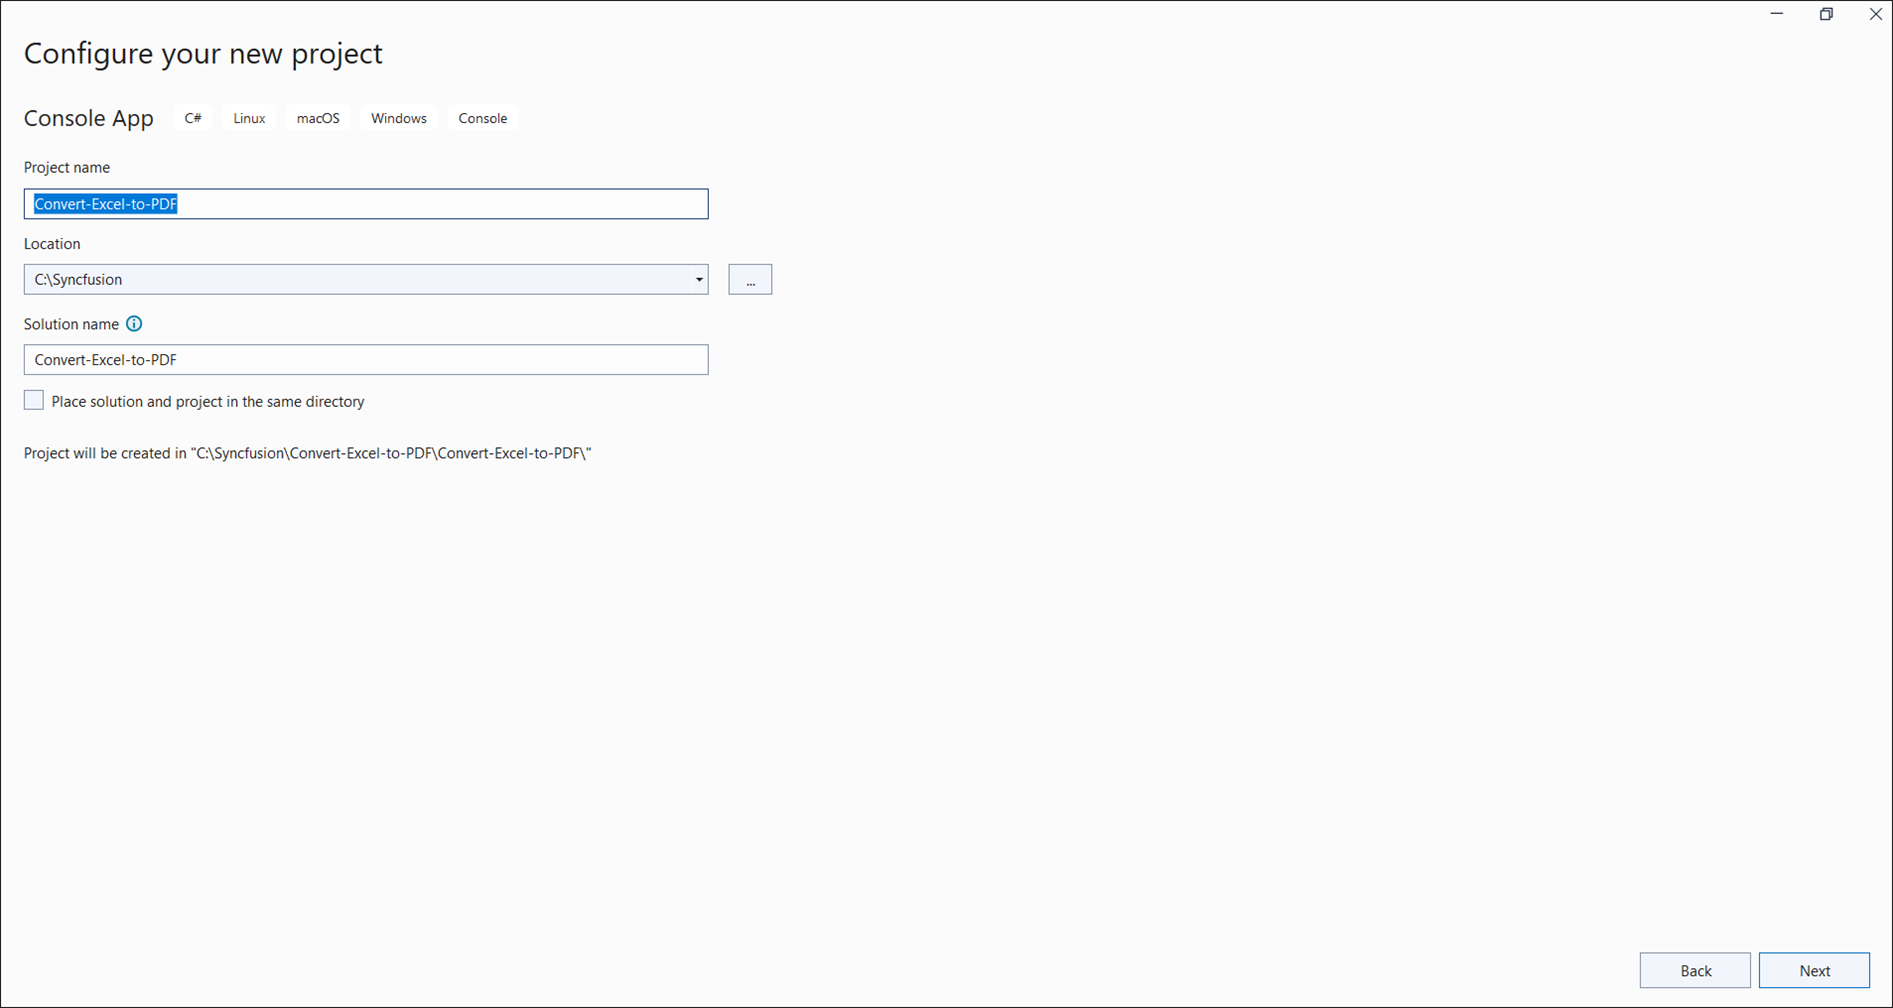 Configure your new project
Console App C# Linux macOS Windows Console
Project name
Convert-Excel-to-PDF
Location
C:\Syncfusion ...
Solution name
Convert-Excel-to-PDF
Place solution and project in the same directory
Project will be created in "C:\Syncfusion\Convert-Excel-to-PDF\Convert-Excel-to-PDF\"
Back Next